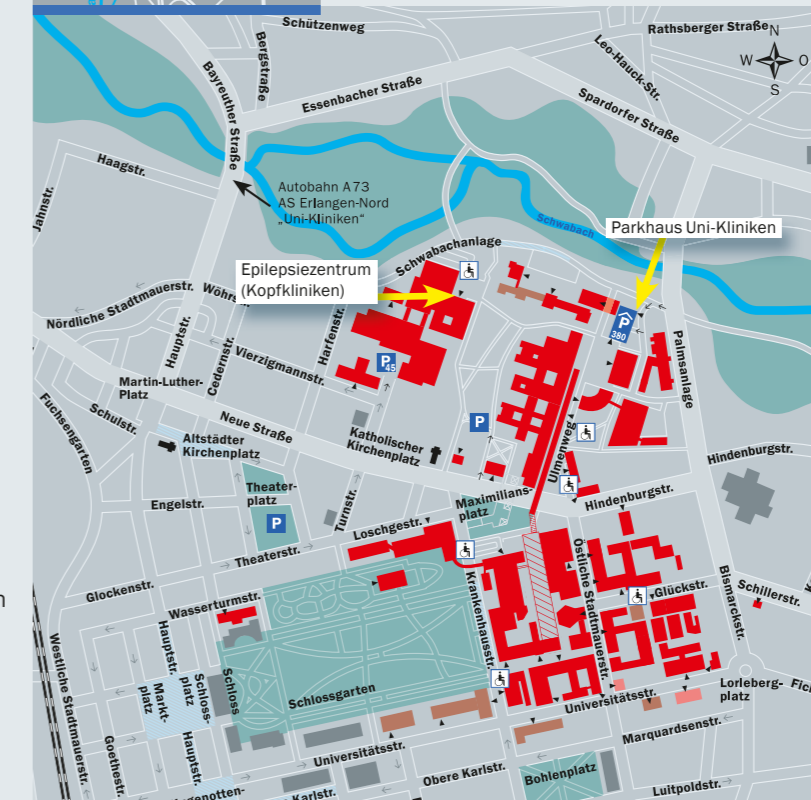 Schützenweg
Rathsberger Straße
N
W
O
S
Bergstraße
Leo-Hauck-Str.
Bayreuther Straße
Essenbacher Straße
Spardorfer Straße
Haagstr.
Jahnstr.
Autobahn A 73
AS Erlangen-Nord
„Uni-Kliniken“
Schwabach
Parkhaus Uni-Kliniken
Schwabachanlage
Epilepsiezentrum
(Kopfkliniken)
Nördliche Stadtmauerstr.
Hauptstr.
Cedernstr.
Harfenstr.
Vierzigmannstr.
P
45
P
380
Palmsanlage
Martin-Luther-
Platz
Fuchsengarten
Schulstr.
Neue Straße
Altstädter
Kirchenplatz
Katholischer
Kirchenplatz
P
Ulmenweg
Hindenburgstr.
Hindenburgstr.
Theater-
platz
P
Engelstr.
Turnstr.
Maximilians-
platz
Loschgestr.
Theaterstr.
Glockenstr.
Wasserturmstr.
Krankenhausstr.
Östliche Stadtmauerstr.
Glückstr.
Bismarckstr.
Schillerstr.
Westliche Stadtmauerstr.
Hauptstr.
Markt-
platz
Schloss-
platz
Schloss
Schlossgarten
Universitätsstr.
Lorleberg-
platz
Goethestr.
Hauptstr.
Universitätsstr.
Marquardsenstr.
Obere Karlstr.
Bohlenplatz
Luitpoldstr.
Karlstr.